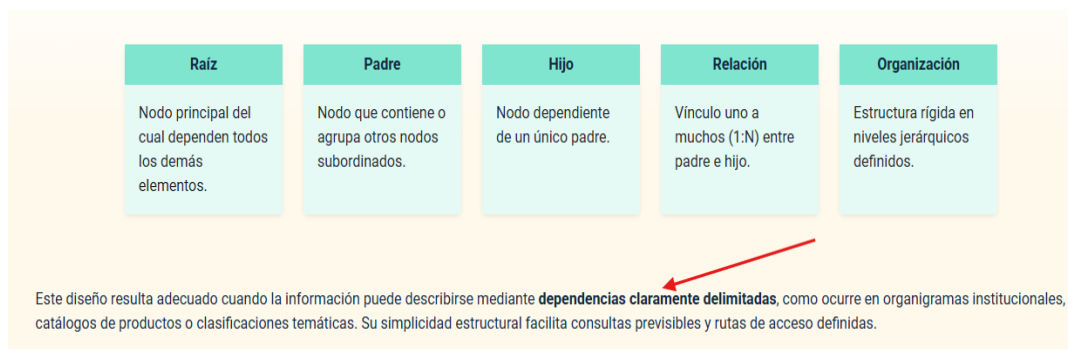 Raíz
Nodo principal del
cual dependen todos
los demás
elementos.
Padre
Nodo que contiene o
agrupa otros nodos
subordinados.
Hijo
Nodo dependiente
de un único padre.
Relación
Vínculo uno a
muchos (1:N) entre
padre e hijo.
Organización
Estructura rígida en
niveles jerárquicos
definidos.
Este diseño resulta adecuado cuando la información puede describirse mediante dependencias claramente delimitadas, como ocurre en organigramas institucionales,
catálogos de productos o clasificaciones temáticas. Su simplicidad estructural facilita consultas previsibles y rutas de acceso definidas.